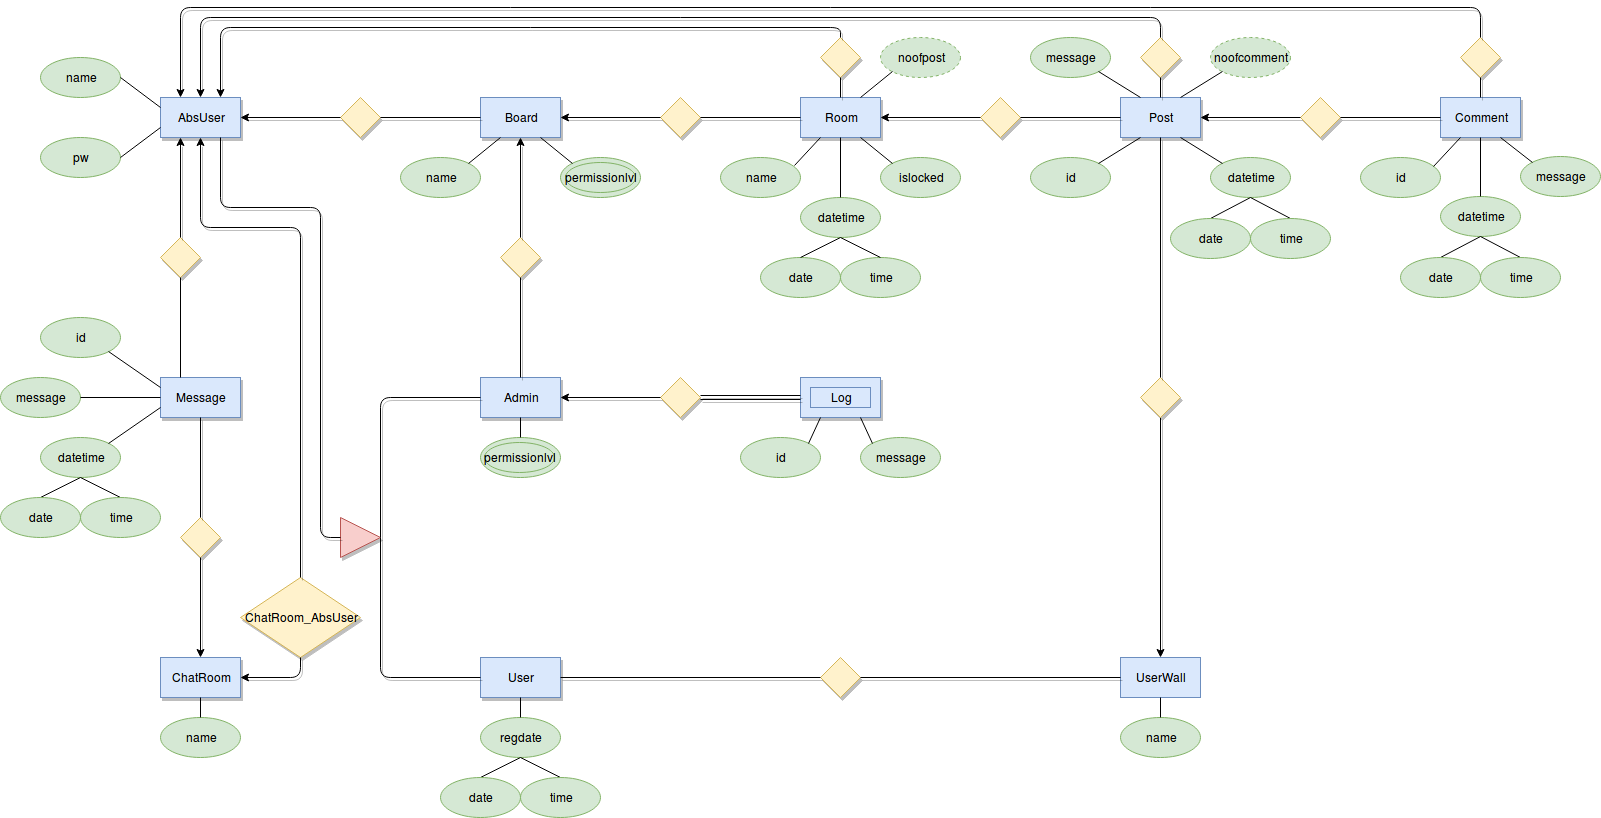 noofpost
message
noofcomment
name
AbsUser
Board
Room
Post
Comment
pw
name
permissionlvl
name
islocked
id
datetime
id
message
datetime
datetime
date
time
date
time
date
time
id
message
Message
Admin
Log
datetime
permissionlvl
id
message
date
time
ChatRoom_AbsUser
ChatRoom
User
UserWall
name
regdate
name
date
time